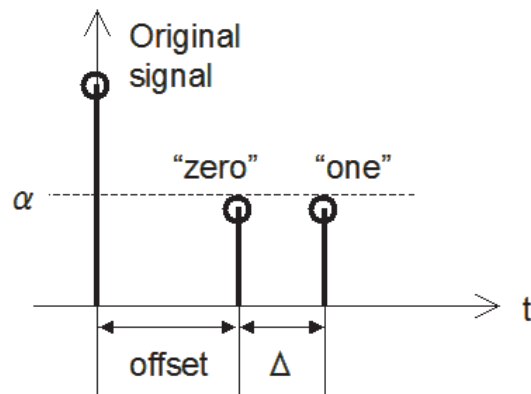 Original
signal
“zero” “one”
α
t
offset Δ